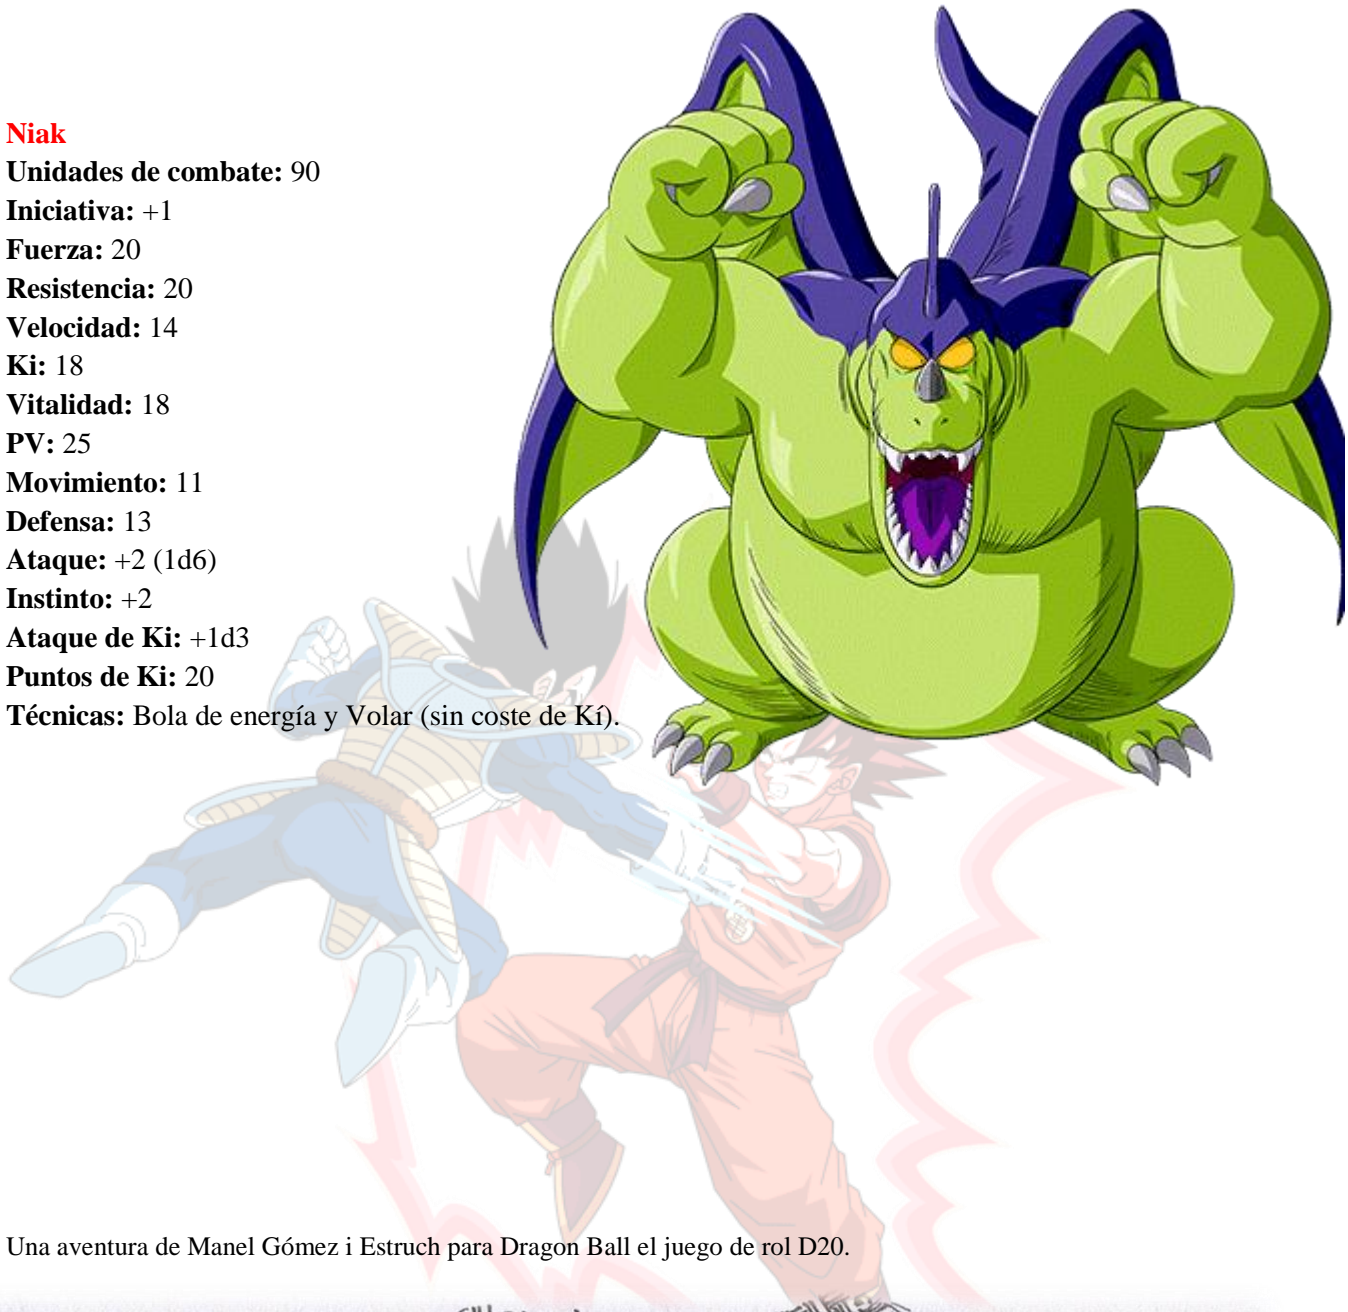 Niak
Unidades de combate: 90
Iniciativa: +1
Fuerza: 20
Resistencia: 20
Velocidad: 14
Ki: 18
Vitalidad: 18
PV: 25
Movimiento: 11
Defensa: 13
Ataque: +2 (1d6)
Instinto: +2
Ataque de Ki: +1d3
Puntos de Ki: 20
Técnicas: Bola de energía y Volar (sin coste de Kí).
Una aventura de Manel Gómez i Estruch para Dragon Ball el juego de rol D20.